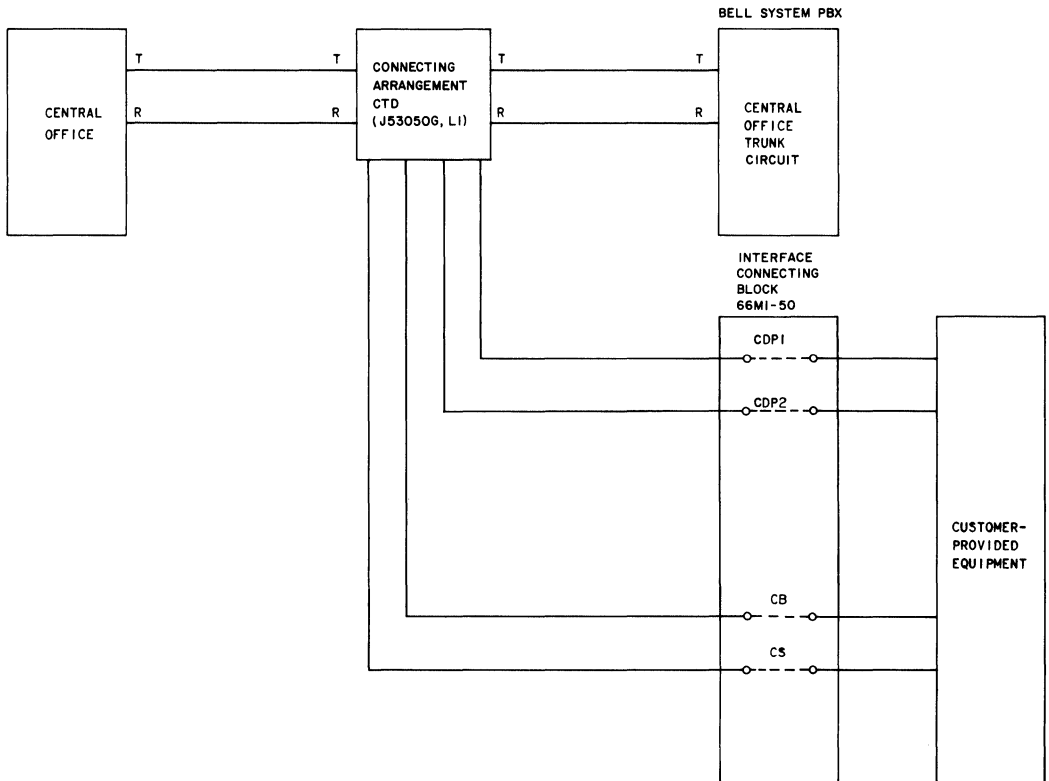 BELL SYSTEM PBX
CENTRAL
OFFICE
T
R
T
R
CONNECTING
ARRANGEMENT
CTD
(J53050G, L1)
T
R
T
R
CENTRAL
OFFICE
TRUNK
CIRCUIT
INTERFACE
CONNECTING
BLOCK
66M1-50
CDP1
CDP2
CB
CS
CUSTOMER-
PROVIDED
EQUIPMENT